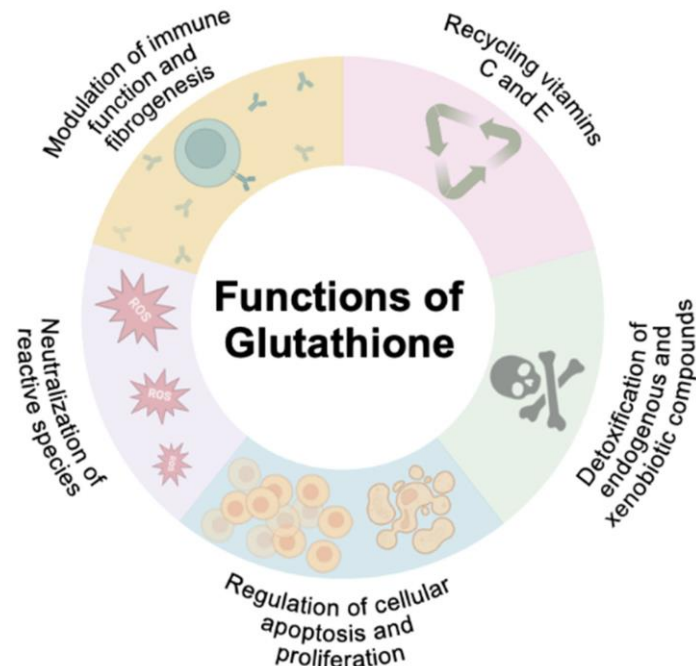 Functions of
Glutathione
Modulation of immune
function and
fibrogenesis
Recycling vitamins
C and E
Detoxification of
endogenous and
xenobiotic compounds
Regulation of cellular
apoptosis and
proliferation
Neutralization of
reactive species
ROS
ROS
ROS